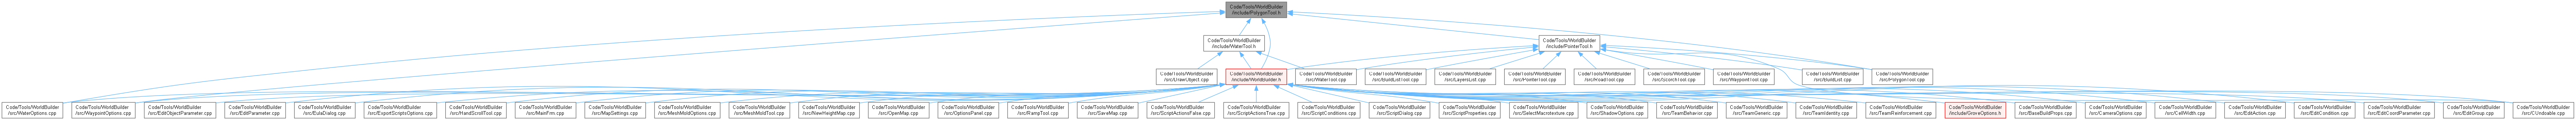 Code/Tools/WorldBuilder
/include/PolygonTool.h
Code/Tools/WorldBuilder
/include/WaterTool.h
Code/Tools/WorldBuilder
/include/PointerTool.h
Code/Tools/WorldBuilder
/src/DrawObject.cpp
Code/Tools/WorldBuilder
/include/WorldBuilder.h
Code/Tools/WorldBuilder
/src/WaterTool.cpp
Code/Tools/WorldBuilder
/src/BuildListTool.cpp
Code/Tools/WorldBuilder
/src/LayersList.cpp
Code/Tools/WorldBuilder
/src/PointerTool.cpp
Code/Tools/WorldBuilder
/src/RoadTool.cpp
Code/Tools/WorldBuilder
/src/ScorchTool.cpp
Code/Tools/WorldBuilder
/src/WaypointTool.cpp
Code/Tools/WorldBuilder
/src/BuildList.cpp
Code/Tools/WorldBuilder
/src/PolygonTool.cpp
Code/Tools/WorldBuilder
/src/WaterOptions.cpp
Code/Tools/WorldBuilder
/src/WaypointOptions.cpp
Code/Tools/WorldBuilder
/src/EditObjectParameter.cpp
Code/Tools/WorldBuilder
/src/EditParameter.cpp
Code/Tools/WorldBuilder
/src/EulaDialog.cpp
Code/Tools/WorldBuilder
/src/ExportScriptsOptions.cpp
Code/Tools/WorldBuilder
/src/HandScrollTool.cpp
Code/Tools/WorldBuilder
/src/MainFrm.cpp
Code/Tools/WorldBuilder
/src/MapSettings.cpp
Code/Tools/WorldBuilder
/src/MeshMoldOptions.cpp
Code/Tools/WorldBuilder
/src/MeshMoldTool.cpp
Code/Tools/WorldBuilder
/src/NewHeightMap.cpp
Code/Tools/WorldBuilder
/src/OpenMap.cpp
Code/Tools/WorldBuilder
/src/OptionsPanel.cpp
Code/Tools/WorldBuilder
/src/RampTool.cpp
Code/Tools/WorldBuilder
/src/SaveMap.cpp
Code/Tools/WorldBuilder
/src/ScriptActionsFalse.cpp
Code/Tools/WorldBuilder
/src/ScriptActionsTrue.cpp
Code/Tools/WorldBuilder
/src/ScriptConditions.cpp
Code/Tools/WorldBuilder
/src/ScriptDialog.cpp
Code/Tools/WorldBuilder
/src/ScriptProperties.cpp
Code/Tools/WorldBuilder
/src/SelectMacrotexture.cpp
Code/Tools/WorldBuilder
/src/ShadowOptions.cpp
Code/Tools/WorldBuilder
/src/TeamBehavior.cpp
Code/Tools/WorldBuilder
/src/TeamGeneric.cpp
Code/Tools/WorldBuilder
/src/TeamIdentity.cpp
Code/Tools/WorldBuilder
/src/TeamReinforcement.cpp
Code/Tools/WorldBuilder
/include/GroveOptions.h
Code/Tools/WorldBuilder
/src/BaseBuildProps.cpp
Code/Tools/WorldBuilder
/src/CameraOptions.cpp
Code/Tools/WorldBuilder
/src/CellWidth.cpp
Code/Tools/WorldBuilder
/src/EditAction.cpp
Code/Tools/WorldBuilder
/src/EditCondition.cpp
Code/Tools/WorldBuilder
/src/EditCoordParameter.cpp
Code/Tools/WorldBuilder
/src/EditGroup.cpp
Code/Tools/WorldBuilder
/src/CUndoable.cpp